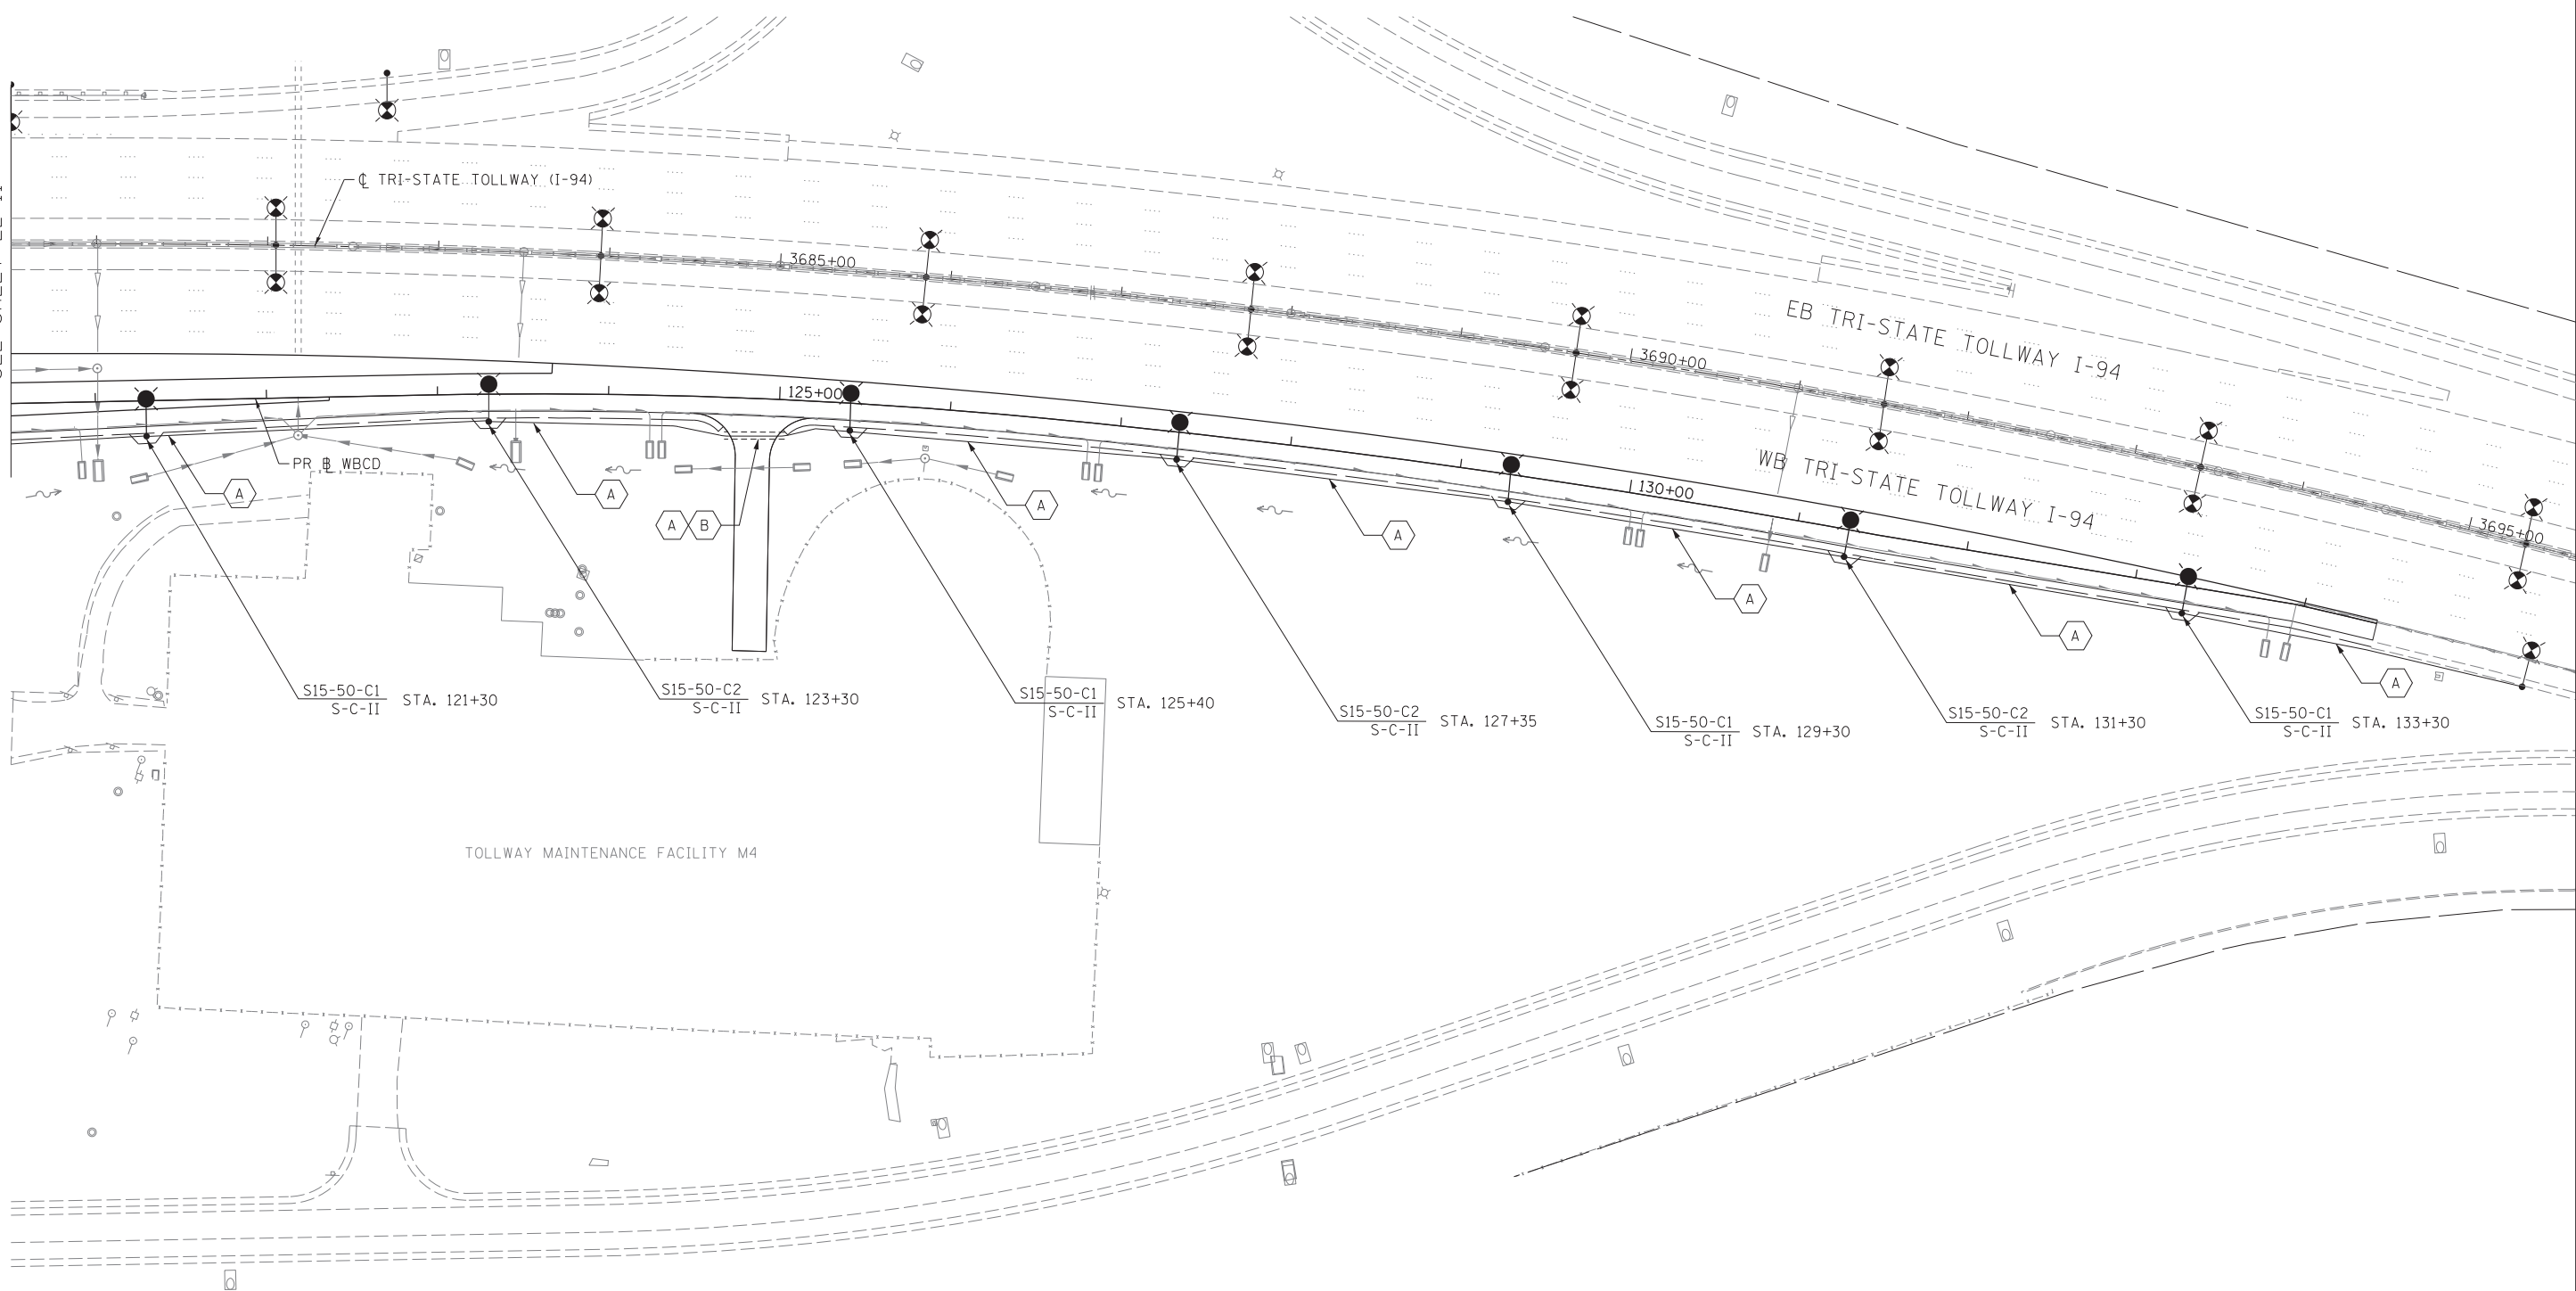 ℄ TRI-STATE TOLLWAY (I-94)
3685+00
EB TRI-STATE TOLLWAY I-94
3690+00
125+00
PR ℄ WBCD
WB TRI-STATE TOLLWAY I-94
130+00
3695+00
A
A
A B
A
A
A
A
A
S15-50-C1
S-C-II
STA. 121+30
S15-50-C2
S-C-II
STA. 123+30
S15-50-C1
S-C-II
STA. 125+40
S15-50-C2
S-C-II
STA. 127+35
S15-50-C1
S-C-II
STA. 129+30
S15-50-C2
S-C-II
STA. 131+30
S15-50-C1
S-C-II
STA. 133+30
TOLLWAY MAINTENANCE FACILITY M4